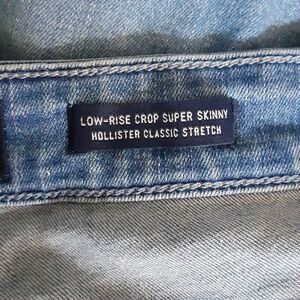 LOW-RISE CROP SUPER SKINNY
HOLLISTER CLASSIC STRETCH